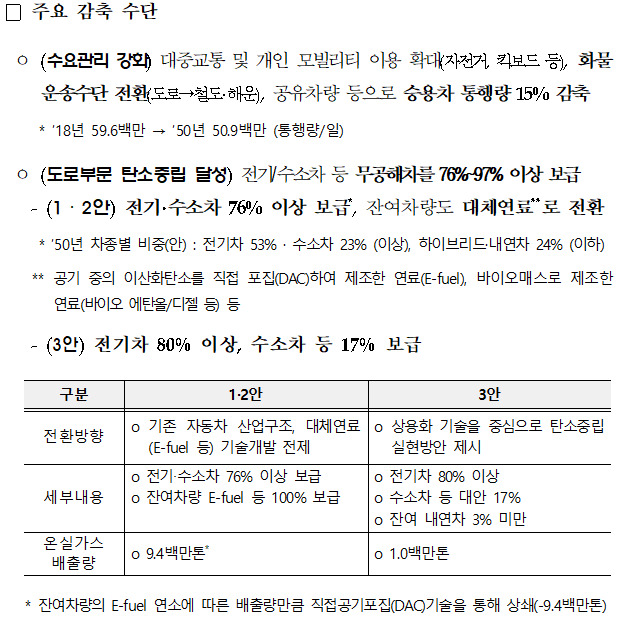 □ 주요 감축 수단
○ (수요관리 강화) 대중교통 및 개인 모빌리티 이용 확대(자전거, 킥보드 등), 화물
운송수단 전환(도로→철도·해운), 공유차량 등으로 승용차 통행량 15% 감축
* ‘18년 59.6백만 → ’50년 50.9백만 (통행량/일)
○ (도로부문 탄소중립 달성) 전기/수소차 등 무공해차를 76%-97% 이상 보급
- (1·2안) 전기·수소차 76% 이상 보급*, 잔여차량도 대체연료**로 전환
* ’50년 차종별 비중(안) : 전기차 53% · 수소차 23% (이상), 하이브리드·내연차 24% (이하)
** 공기 중의 이산화탄소를 직접 포집(DAC)하여 제조한 연료(E-fuel), 바이오매스로 제조한
연료(바이오 에탄올/디젤 등) 등
- (3안) 전기차 80% 이상, 수소차 등 17% 보급
구분 1·2안 3안
전환방향
o 기존 자동차 산업구조, 대체연료
(E-fuel 등) 기술개발 전제
o 상용화 기술을 중심으로 탄소중립
실현방안 제시
세부내용
o 전기·수소차 76% 이상 보급
o 잔여차량 E-fuel 등 100% 보급
o 전기차 80% 이상
o 수소차 등 대안 17%
o 잔여 내연차 3% 미만
온실가스
배출량
o 9.4백만톤*
o 1.0백만톤
* 잔여차량의 E-fuel 연소에 따른 배출량만큼 직접공기포집(DAC)기술을 통해 상쇄(-9.4백만톤)